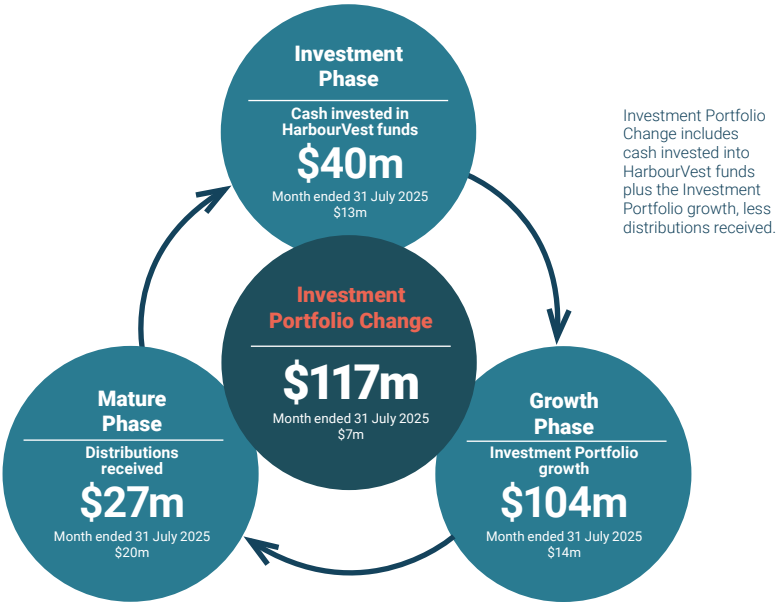 Investment
Phase
Cash invested in
HarbourVest funds
$40m
Month ended 31 July 2025
$13m
Investment Portfolio
Change includes
cash invested into
HarbourVest funds
plus the Investment
Portfolio growth, less
distributions received.
Investment
Portfolio Change
$117m
Month ended 31 July 2025
$7m
Mature
Phase
Distributions
received
$27m
Month ended 31 July 2025
$20m
Growth
Phase
Investment Portfolio
growth
$104m
Month ended 31 July 2025
$14m